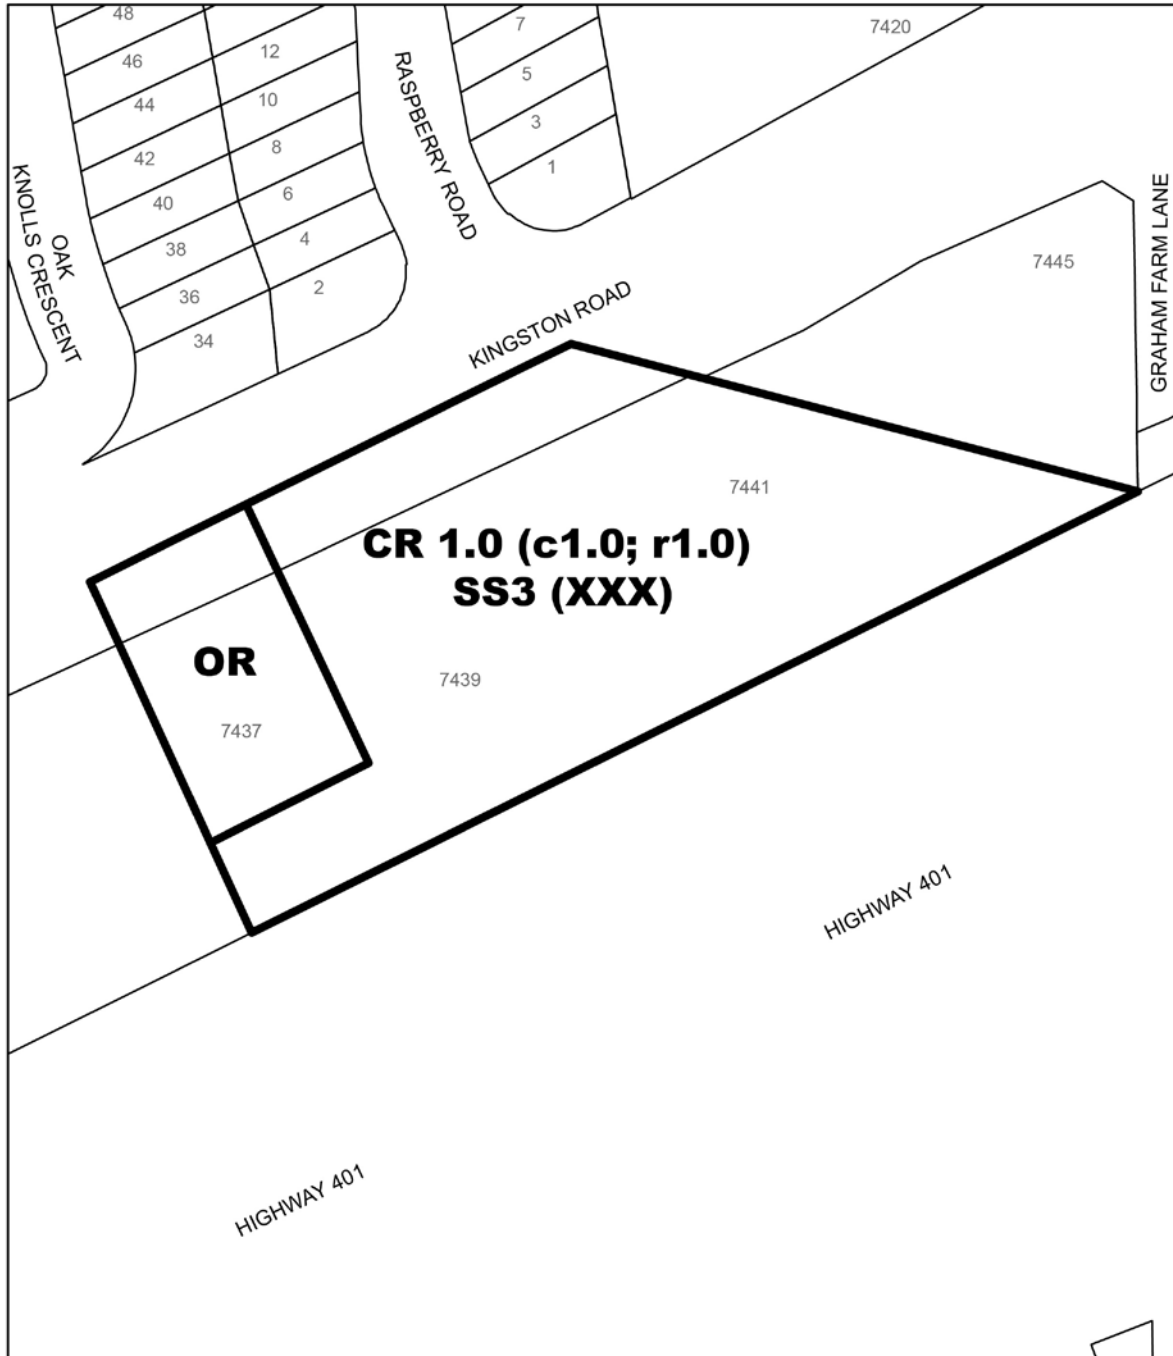 48
46
44
42
40
38
36
34
12
10
8
6
4
2
7
5
3
1
7420
RASPBERRY ROAD
OAK
KNOLLS CRESCENT
GRAHAM FARM LANE
7445
KINGSTON ROAD
7441
CR 1.0 (c1.0; r1.0)
SS3 (XXX)
OR
7439
7437
HIGHWAY 401
HIGHWAY 401